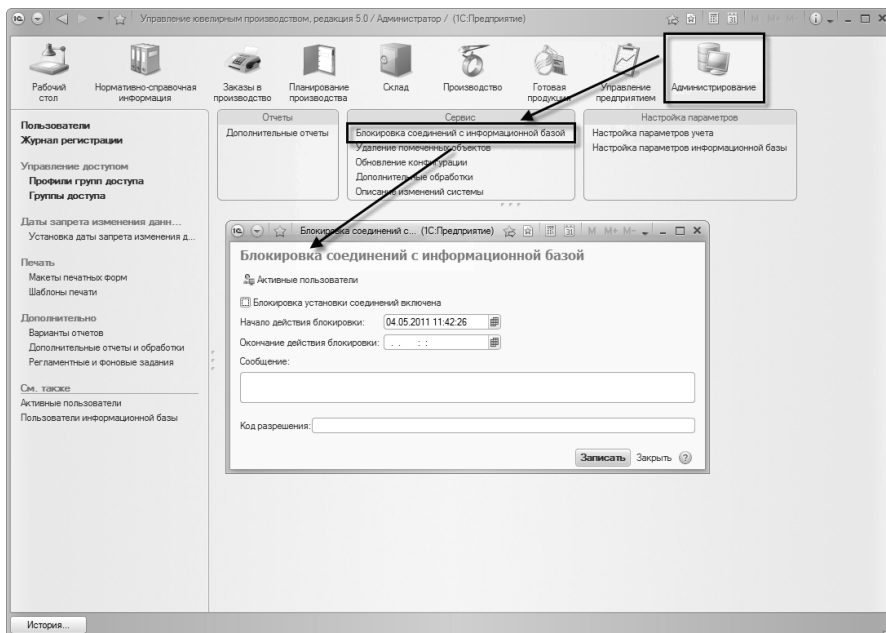 Управление ювелирным производством, редакция 5.0 / Администратор / (1С:Предприятие)
M M+ M-
Рабочий стол
Нормативно-справочная информация
Заказы в производство
Планирование производства
Склад
Производство
Готовая продукция
Управление предприятием
Администрирование
Пользователи
Журнал регистрации
Управление доступом
Профили групп доступа
Группы доступа
Даты запрета изменения данн...
Установка даты запрета изменения д...
Печать
Макеты печатных форм
Шаблоны печати
Дополнительно
Варианты отчетов
Дополнительные отчеты и обработки
Регламентные и фоновые задания
См. также
Активные пользователи
Пользователи информационной базы
Отчеты
Дополнительные отчеты
Сервис
Блокировка соединений с информационной базой
Удаление помеченных объектов
Обновление конфигурации
Дополнительные обработки
Описание изменений системы
Настройка параметров
Настройка параметров учета
Настройка параметров информационной базы
Блокировка соединений с... (1С:Предприятие)
M M+ M-
Блокировка соединений с информационной базой
Активные пользователи
Блокировка установки соединений включена
Начало действия блокировки: 04.05.2011 11:42:26
Окончание действия блокировки: . . : :
Сообщение:
Код разрешения:
Записать Закрыть ?
История...